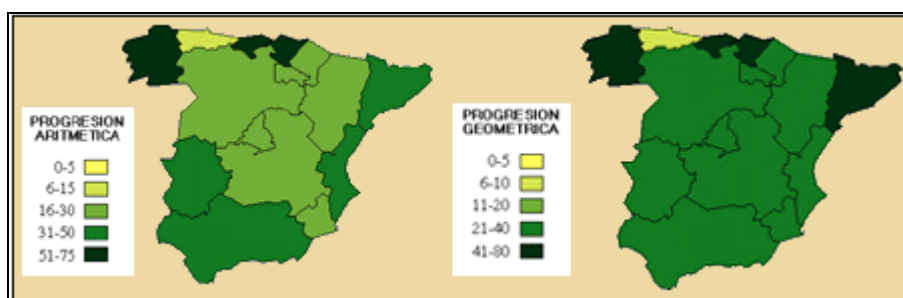 PROGRESION
ARITMETICA
0-5
6-15
16-30
31-50
51-75
PROGRESION
GEOMETRICA
0-5
6-10
11-20
21-40
41-80